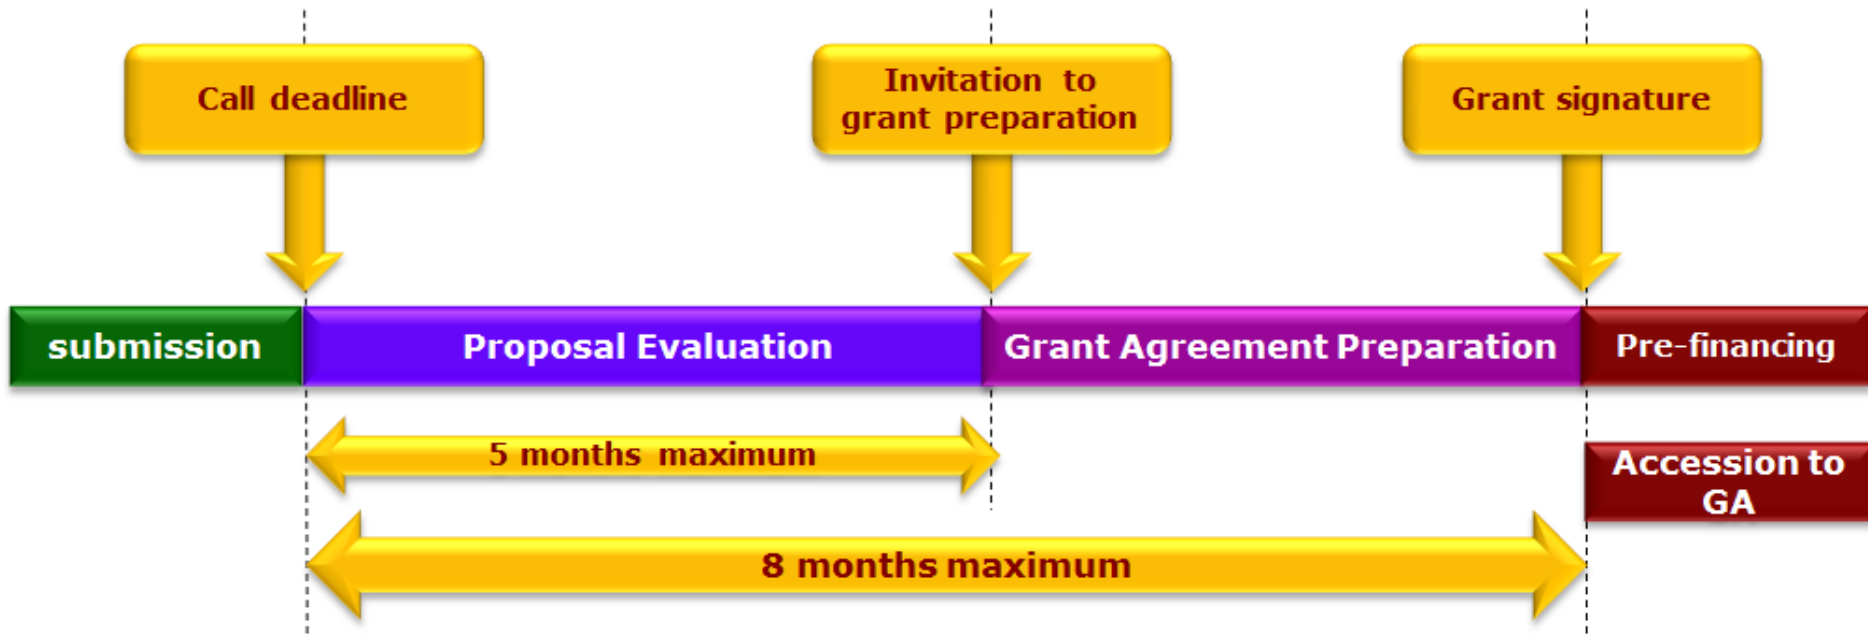 Call deadline
Invitation to
grant preparation
Grant signature
submission
Proposal Evaluation
Grant Agreement Preparation
Pre-financing
5 months maximum
Accession to
GA
8 months maximum